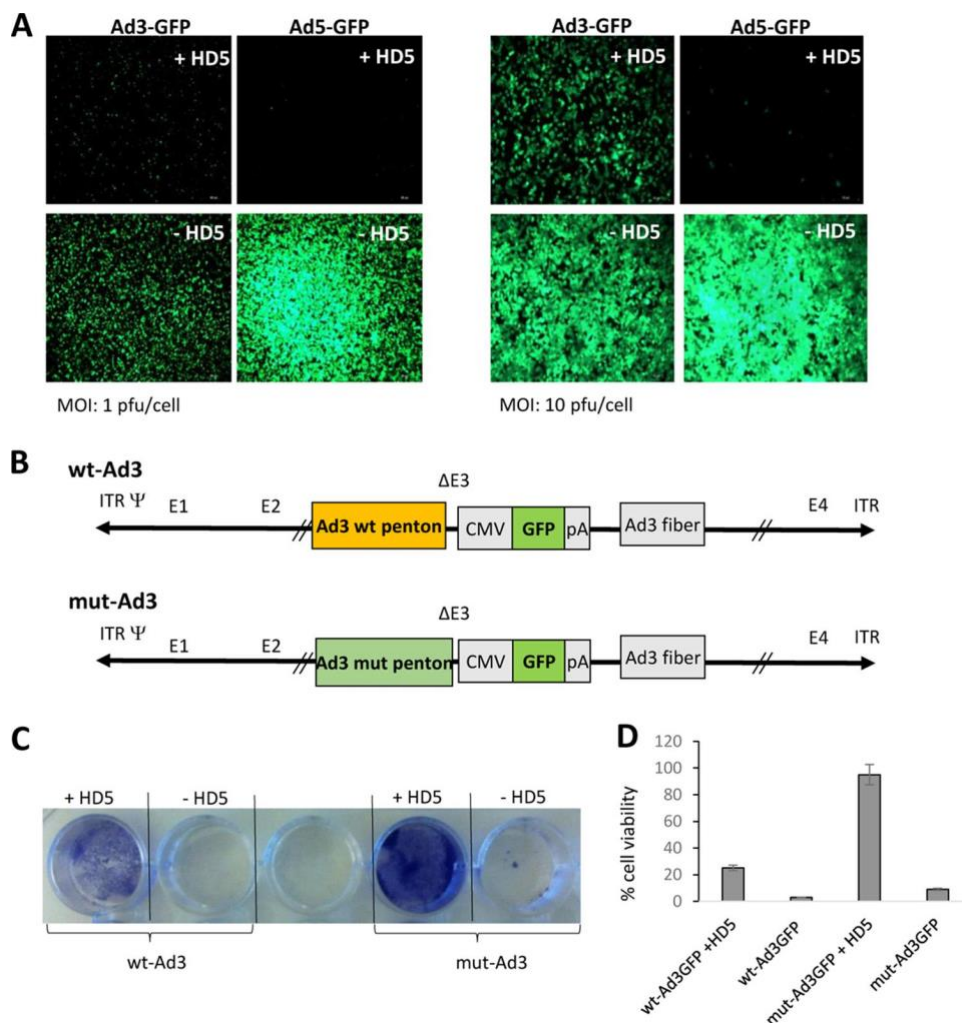 A
Ad3-GFP Ad5-GFP Ad3-GFP Ad5-GFP
+ HD5 + HD5 + HD5 + HD5
- HD5 - HD5 - HD5 - HD5
MOI: 1 pfu/cell MOI: 10 pfu/cell
B
wt-Ad3
ΔE3
ITR Ψ E1 E2 E4 ITR
Ad3 wt penton CMV GFP pA Ad3 fiber
mut-Ad3
ΔE3
ITR Ψ E1 E2 E4 ITR
Ad3 mut penton CMV GFP pA Ad3 fiber
C
+ HD5 - HD5 + HD5 - HD5
wt-Ad3 mut-Ad3
D
% cell viability
120
100
80
60
40
20
0
wt-Ad3GFP +HD5
wt-Ad3GFP
mut-Ad3GFP + HD5
mut-Ad3GFP